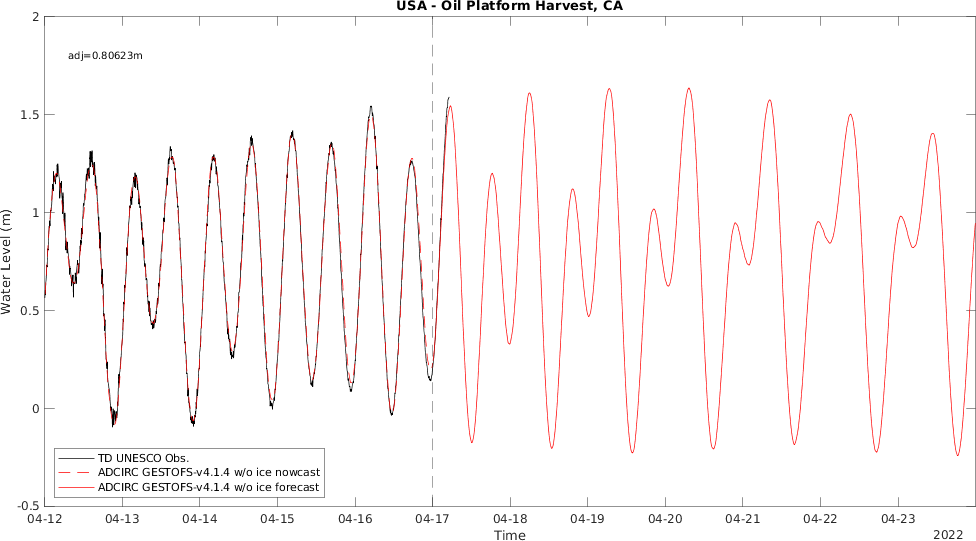 USA - Oil Platform Harvest, CA
adj=0.80623m
Water Level (m)
2
1.5
1
0.5
0
-0.5
TD UNESCO Obs.
ADCIRC GESTOFS-v4.1.4 w/o ice nowcast
ADCIRC GESTOFS-v4.1.4 w/o ice forecast
04-12 04-13 04-14 04-15 04-16 04-17 04-18 04-19 04-20 04-21 04-22 04-23
Time
2022